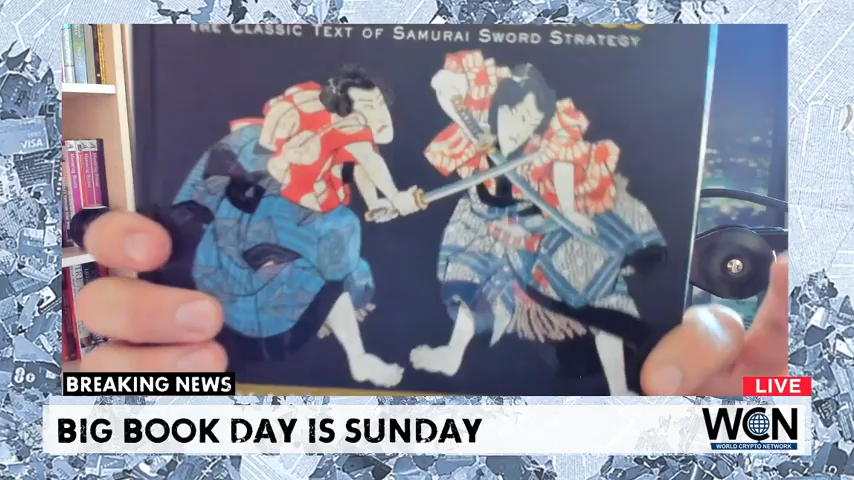 THE CLASSIC TEXT OF SAMURAI SWORD STRATEGY
VISA
BREAKING NEWS
LIVE
BIG BOOK DAY IS SUNDAY
WCN
WORLD CRYPTO NETWORK